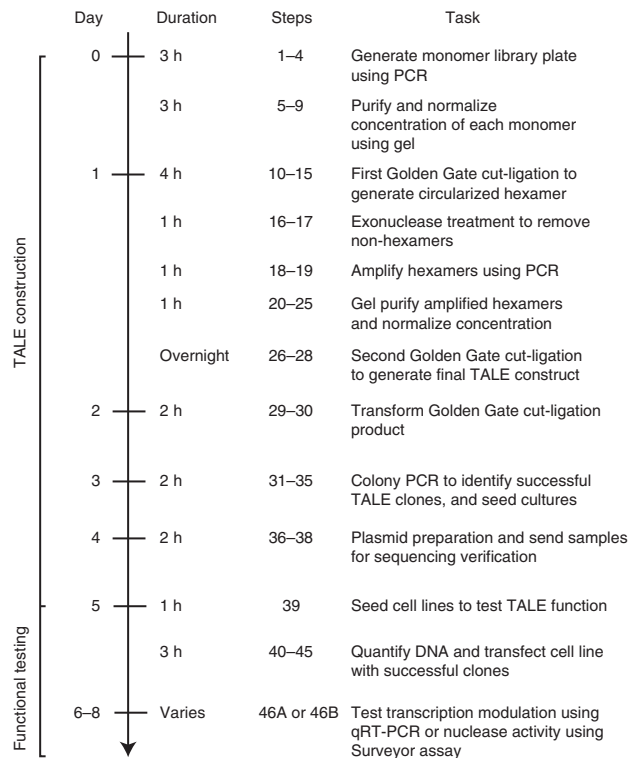 Day Duration Steps Task
0 3 h 1–4 Generate monomer library plate
using PCR
3 h 5–9 Purify and normalize
concentration of each monomer
using gel
1 4 h 10–15 First Golden Gate cut-ligation to
generate circularized hexamer
1 h 16–17 Exonuclease treatment to remove
non-hexamers
1 h 18–19 Amplify hexamers using PCR
1 h 20–25 Gel purify amplified hexamers
and normalize concentration
Overnight 26–28 Second Golden Gate cut-ligation
to generate final TALE construct
2 2 h 29–30 Transform Golden Gate cut-ligation
product
3 2 h 31–35 Colony PCR to identify successful
TALE clones, and seed cultures
4 2 h 36–38 Plasmid preparation and send samples
for sequencing verification
5 1 h 39 Seed cell lines to test TALE function
3 h 40–45 Quantify DNA and transfect cell line
with successful clones
6–8 Varies 46A or 46B Test transcription modulation using
qRT-PCR or nuclease activity using
Surveyor assay
TALE construction
Functional testing